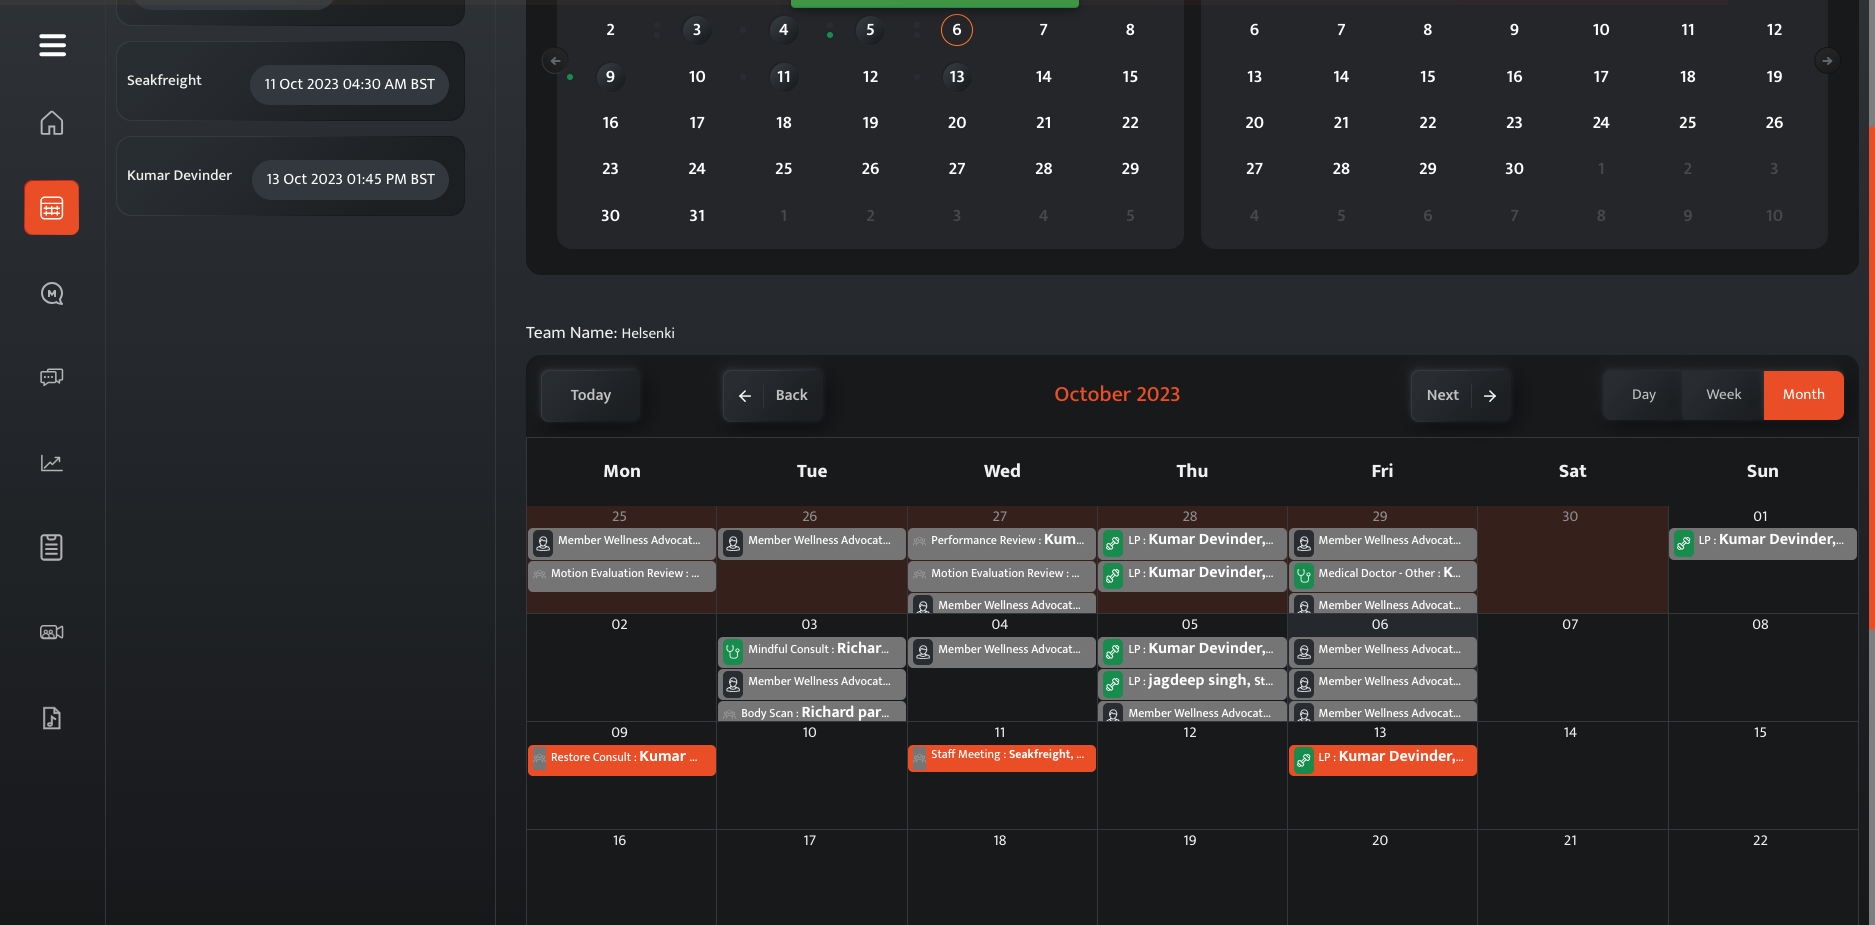 Seakfreight
11 Oct 2023 04:30 AM BST
Kumar Devinder
13 Oct 2023 01:45 PM BST
2 3 4 5 6 7 8
9 10 11 12 13 14 15
16 17 18 19 20 21 22
23 24 25 26 27 28 29
30 31 1 2 3 4 5
6 7 8 9 10 11 12
13 14 15 16 17 18 19
20 21 22 23 24 25 26
27 28 29 30 1 2 3
4 5 6 7 8 9 10
Team Name: Helsenki
Today
Back
October 2023
Next
Day Week Month
Mon Tue Wed Thu Fri Sat Sun
25 26 27 28 29 30 01
Member Wellness Advocat...
Motion Evaluation Review : ...
Member Wellness Advocat...
Performance Review : Kum...
Motion Evaluation Review : ...
Member Wellness Advocat...
LP : Kumar Devinder,...
LP : Kumar Devinder,...
Member Wellness Advocat...
Medical Doctor - Other : K...
Member Wellness Advocat...
LP : Kumar Devinder,...
02 03 04 05 06 07 08
Mindful Consult : Richar...
Member Wellness Advocat...
Body Scan : Richard par...
Member Wellness Advocat...
LP : Kumar Devinder,...
LP : jagdeep singh, St...
Member Wellness Advocat...
Member Wellness Advocat...
Member Wellness Advocat...
Member Wellness Advocat...
09 10 11 12 13 14 15
Restore Consult : Kumar ...
Staff Meeting : Seakfreight, ...
LP : Kumar Devinder,...
16 17 18 19 20 21 22